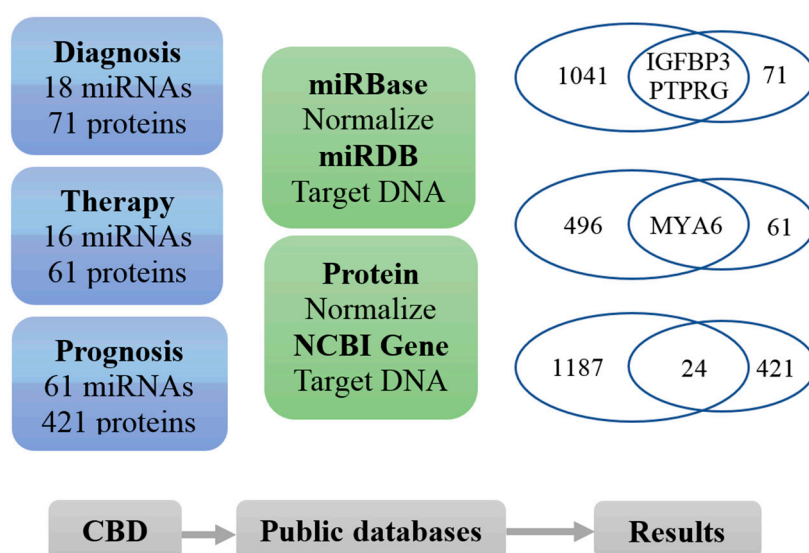 Diagnosis
18 miRNAs
71 proteins
Therapy
16 miRNAs
61 proteins
Prognosis
61 miRNAs
421 proteins
miRBase
Normalize
miRDB
Target DNA
Protein
Normalize
NCBI Gene
Target DNA
1041
IGFBP3
PTPRG
71
496
MYA6
61
1187
24
421
CBD
Public databases
Results